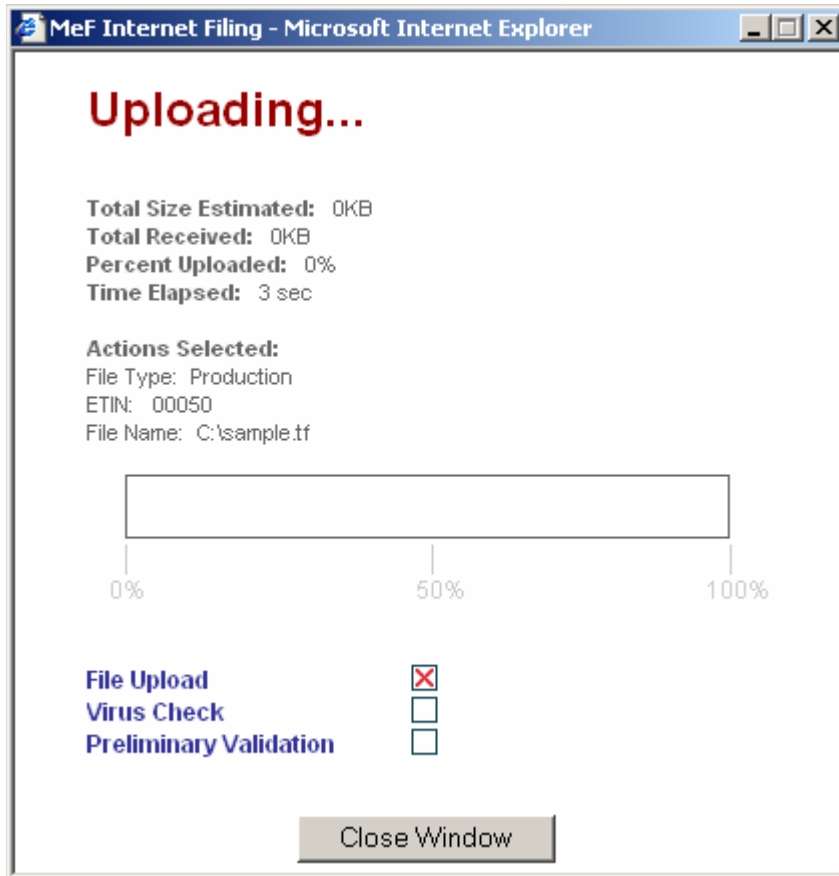 MeF Internet Filing - Microsoft Internet Explorer
Uploading...
Total Size Estimated: 0KB
Total Received: 0KB
Percent Uploaded: 0%
Time Elapsed: 3 sec
Actions Selected:
File Type: Production
ETIN: 00050
File Name: C:\sample.tf
0% 50% 100%
File Upload
Virus Check
Preliminary Validation
Close Window